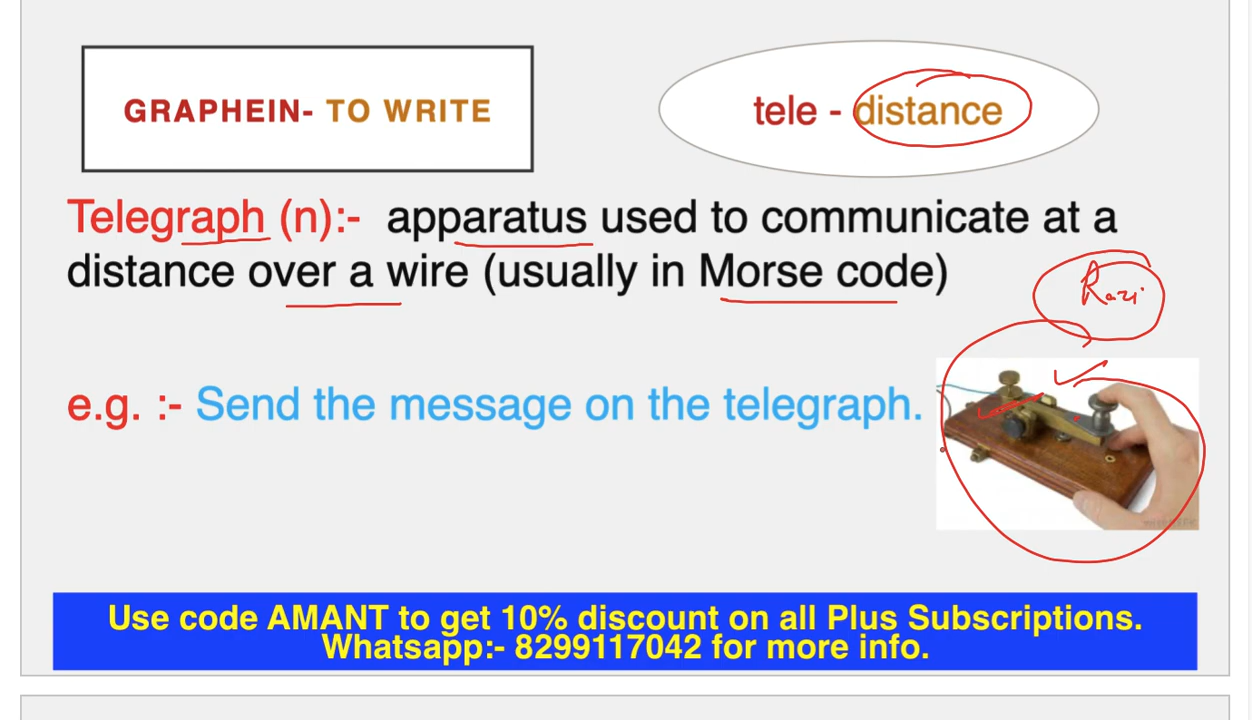 GRAPHEIN- TO WRITE
tele - distance
Telegraph (n):- apparatus used to communicate at a
distance over a wire (usually in Morse code)
Razi
e.g. :- Send the message on the telegraph.
Use code AMANT to get 10% discount on all Plus Subscriptions.
Whatsapp:- 8299117042 for more info.